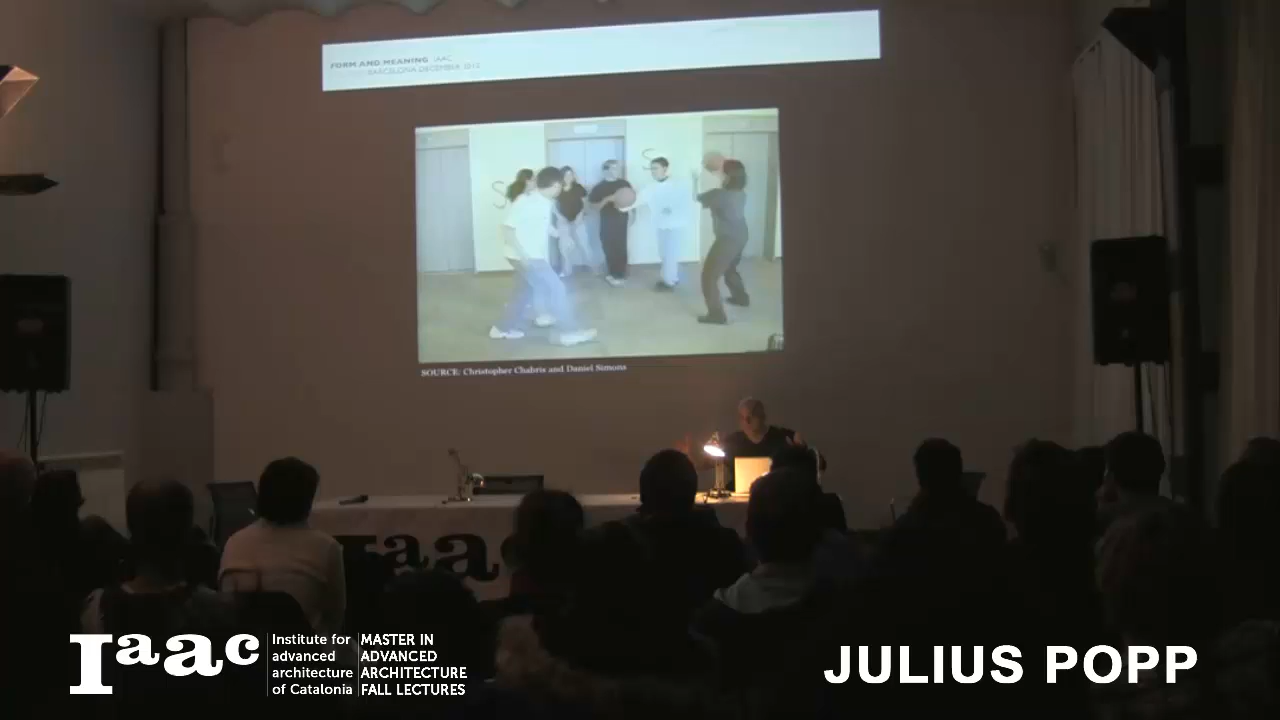 FORM AND MEANING IAAC
BARCELONA DECEMBER 2012
S
S
SOURCE: Christopher Chabris and Daniel Simons
Iaac
Iaac
Institute for
advanced
architecture
of Catalonia
MASTER IN
ADVANCED
ARCHITECTURE
FALL LECTURES
JULIUS POPP